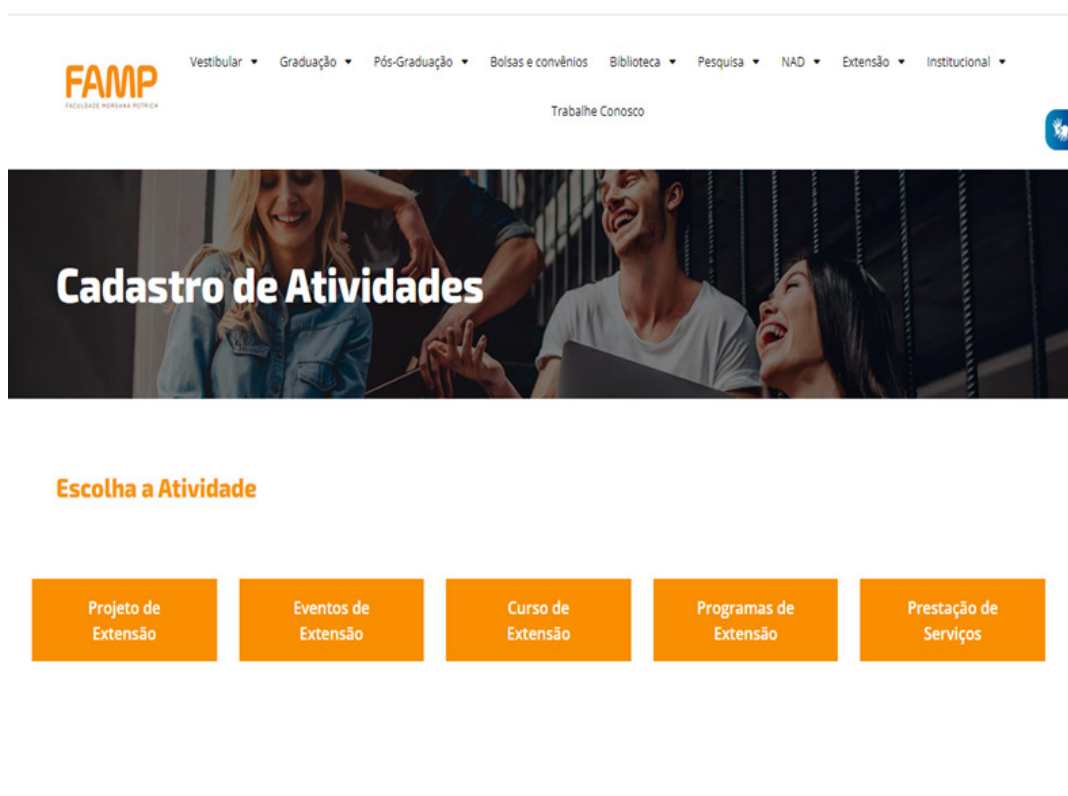 FAMP
FACULDADE MORGANA POTRICH
Vestibular Graduação Pós-Graduação Bolsas e convênios Biblioteca Pesquisa NAD Extensão Institucional
Trabalhe Conosco
Cadastro de Atividades
Escolha a Atividade
Projeto de
Extensão
Eventos de
Extensão
Curso de
Extensão
Programas de
Extensão
Prestação de
Serviços